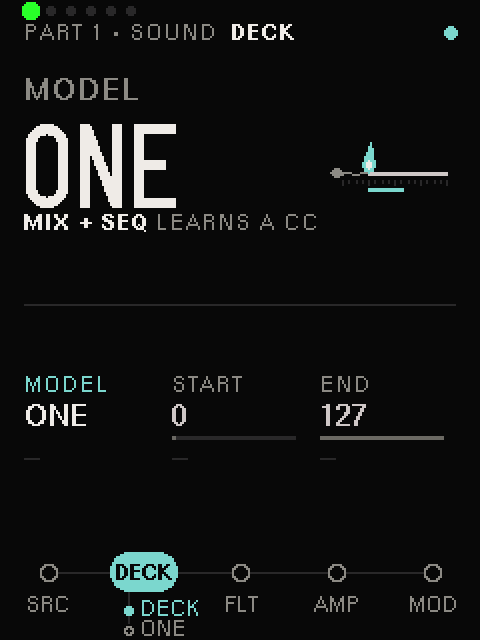 PART 1 · SOUND DECK
MODEL
ONE
MIX + SEQ LEARNS A CC
MODEL START END
ONE 0 127
DECK
SRC FLT AMP MOD
DECK
ONE